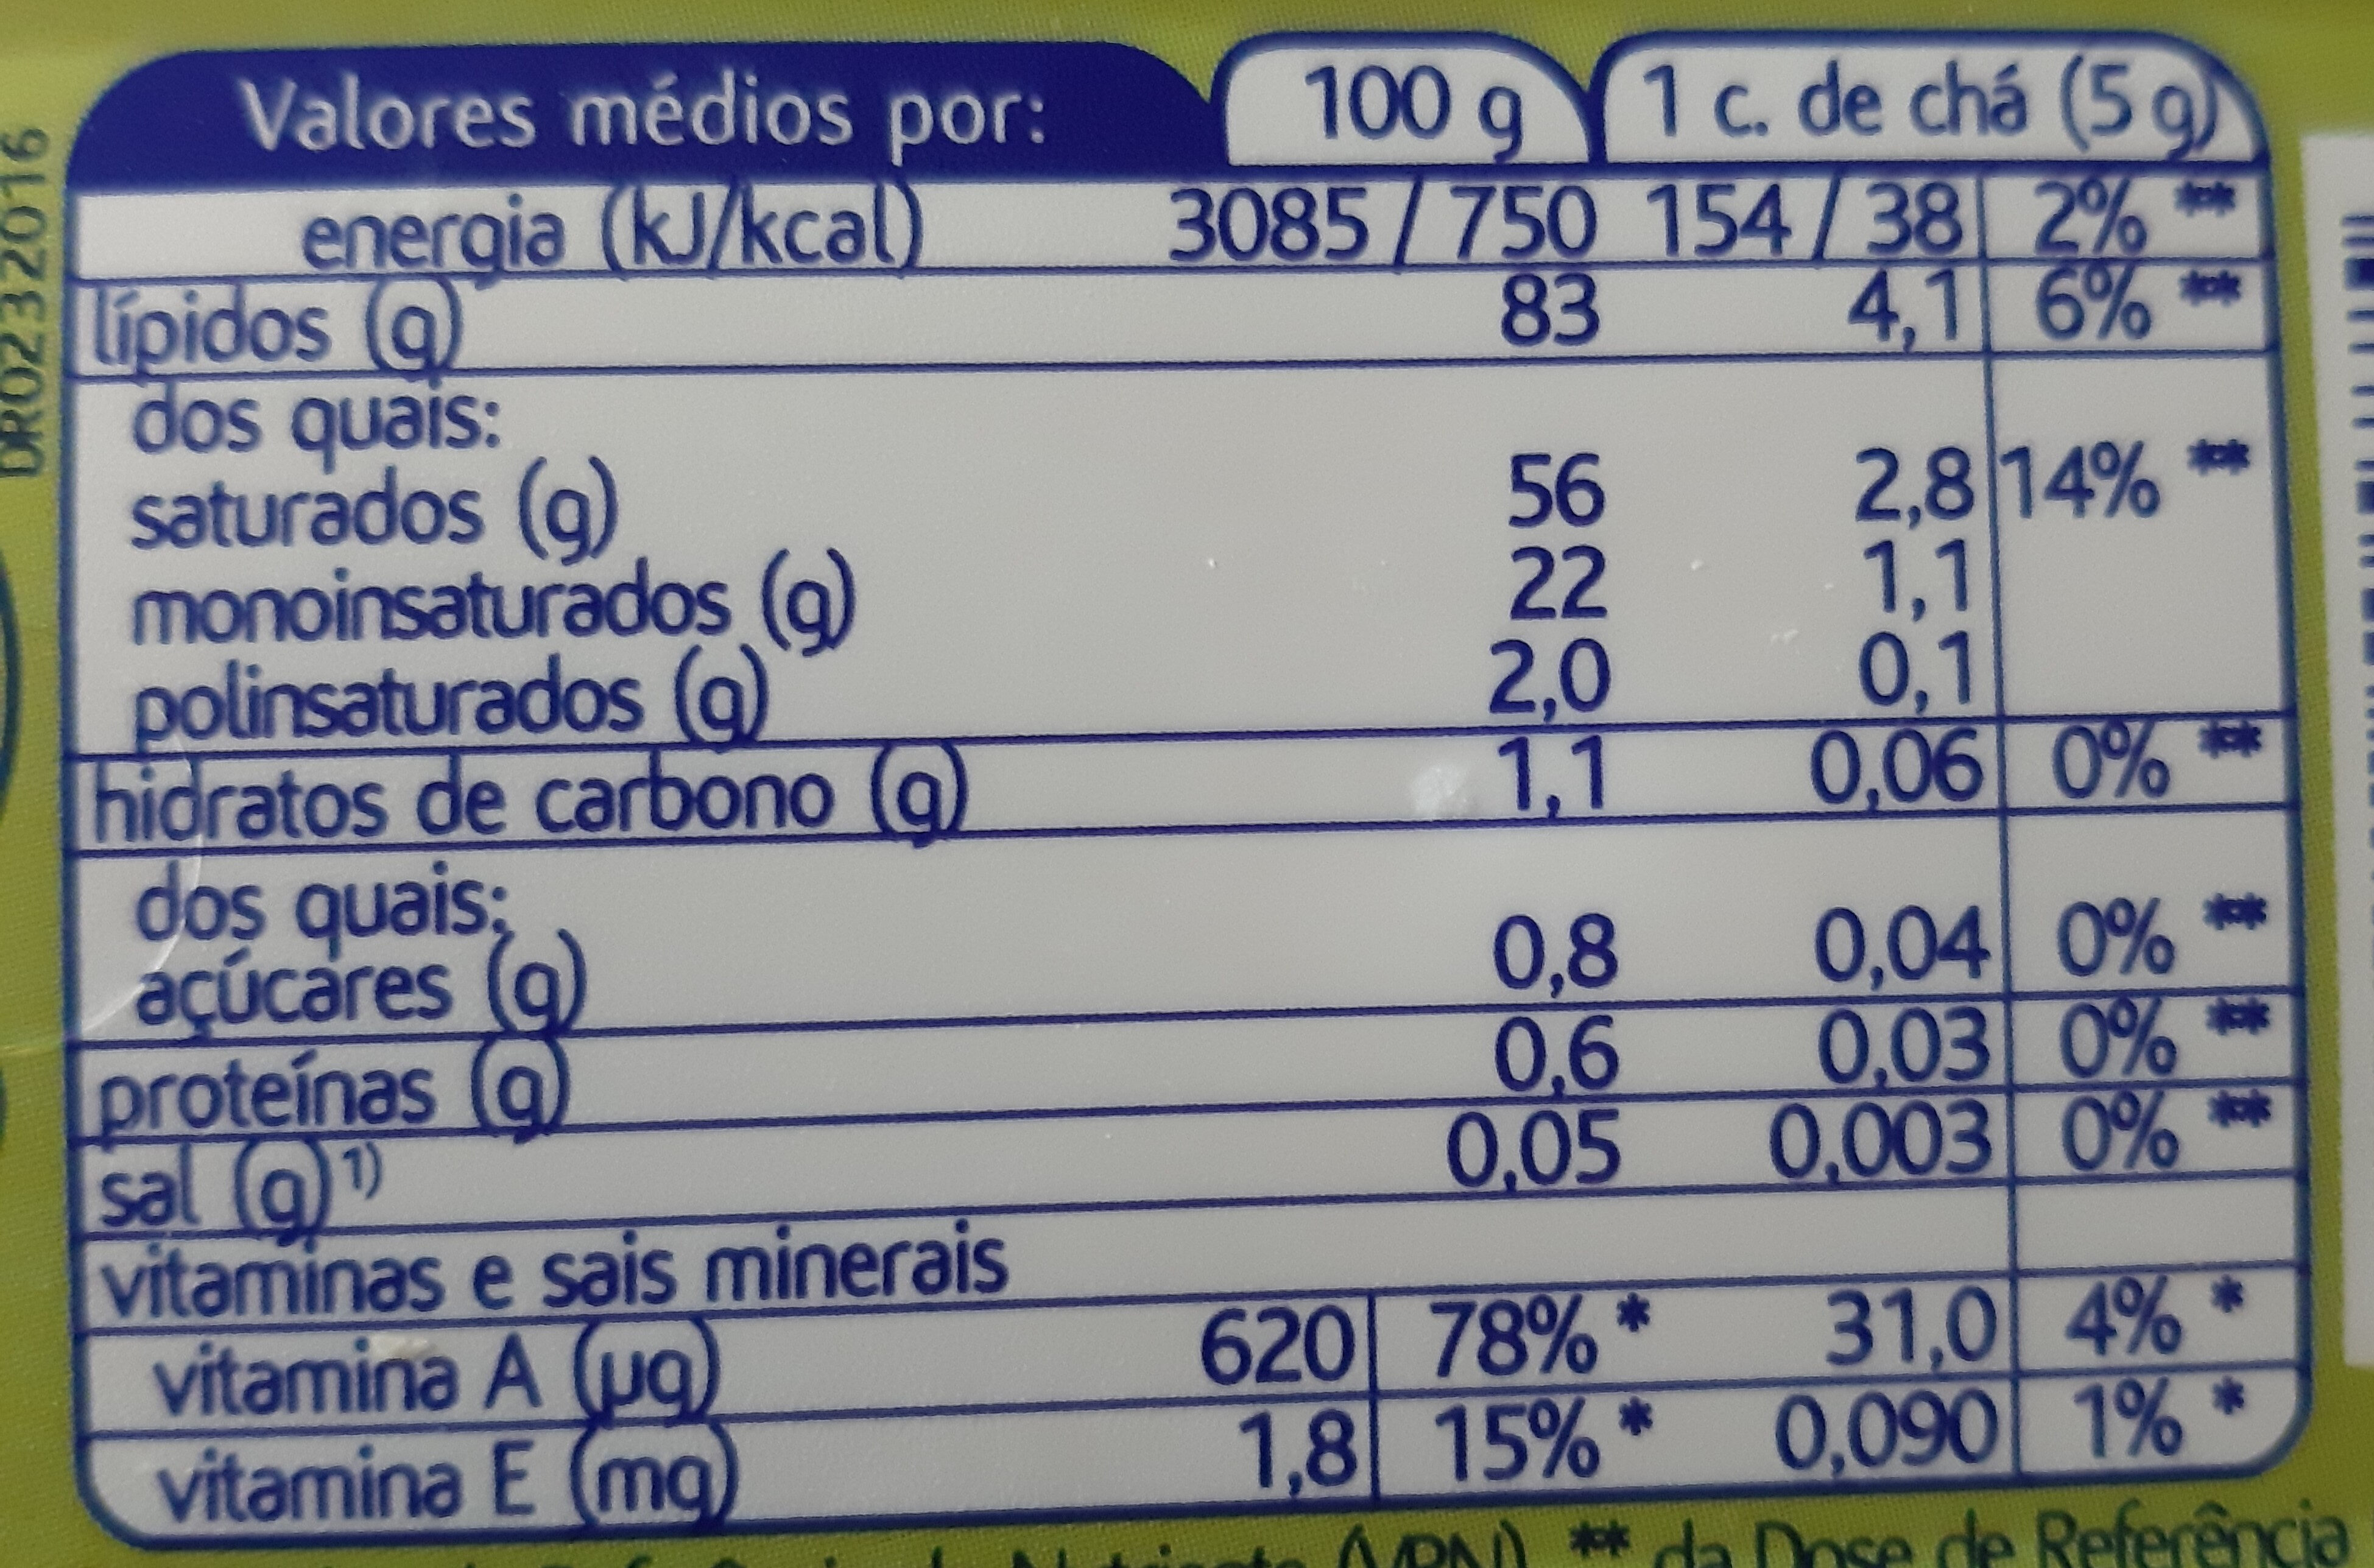 Valores médios por: 100 g 1 c. de chá (5 g)
energia (kJ/kcal) 3085 / 750 154 / 38 2% **
lípidos (g) 83 4,1 6% **
dos quais:
saturados (g) 56 2,8 14% **
monoinsaturados (g) 22 1,1
polinsaturados (g) 2,0 0,1
hidratos de carbono (g) 1,1 0,06 0% **
dos quais:
açúcares (g) 0,8 0,04 0% **
proteínas (g) 0,6 0,03 0% **
sal (g) 1) 0,05 0,003 0% **
vitaminas e sais minerais
vitamina A (µg) 620 78% * 31,0 4% *
vitamina E (mg) 1,8 15% * 0,090 1% *
(VRN) ** da Dose de Referência
DR0232016